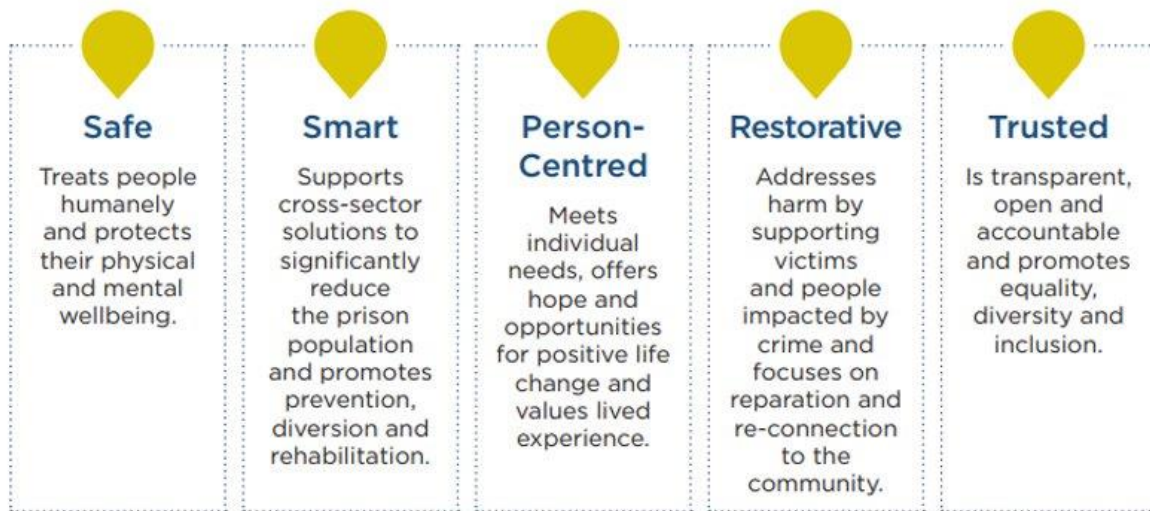 Safe
Treats people
humanely
and protects
their physical
and mental
wellbeing.
Smart
Supports
cross-sector
solutions to
significantly
reduce
the prison
population
and promotes
prevention,
diversion and
rehabilitation.
Person-
Centred
Meets
individual
needs, offers
hope and
opportunities
for positive life
change and
values lived
experience.
Restorative
Addresses
harm by
supporting
victims
and people
impacted by
crime and
focuses on
reparation and
re-connection
to the
community.
Trusted
Is transparent,
open and
accountable
and promotes
equality,
diversity and
inclusion.